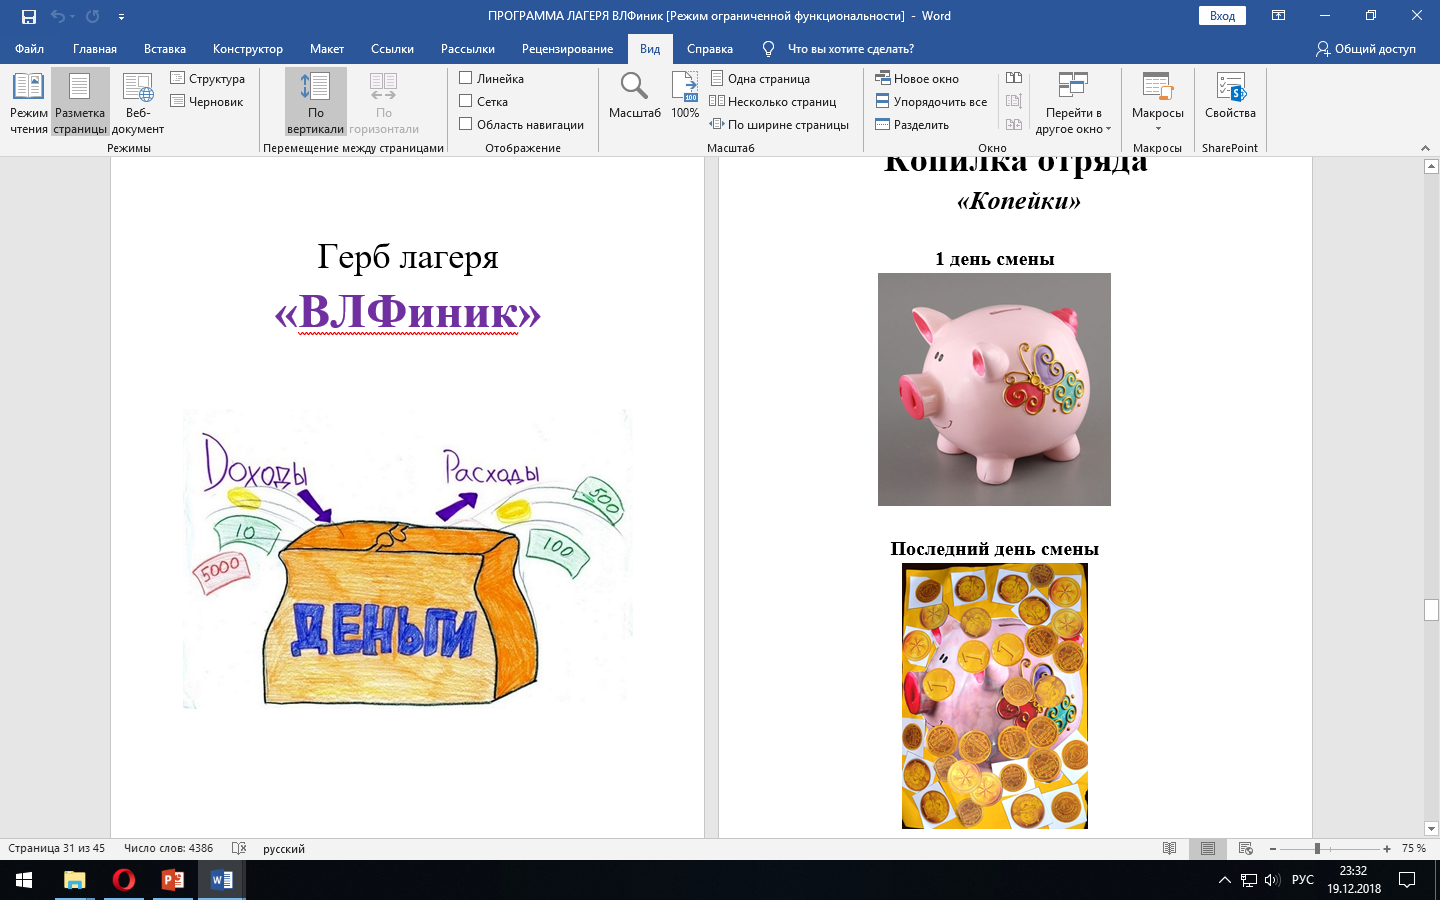 ПРОГРАММА ЛАГЕРЯ ВЛФиник [Режим ограниченной функциональности] - Word
Вход
Файл Главная Вставка Конструктор Макет Ссылки Рассылки Рецензирование Вид Справка Что вы хотите сделать? Общий доступ
Режим чтения
Разметка страницы
Веб-документ
Структура
Черновик
Режимы
По вертикали
По горизонтали
Перемещение между страницами
Линейка
Сетка
Область навигации
Отображение
Масштаб
100
100%
Одна страница
Несколько страниц
По ширине страницы
Масштаб
Новое окно
Упорядочить все
Разделить
Перейти в другое окно
Окно
Макросы
Макросы
S
Свойства
SharePoint
Герб лагеря
«ВЛФиник»
Доходы
Расходы
10
5000
500
100
ДЕНЬГИ
Копилка отряда
«Копейки»
1 день смены
Последний день смены
1
1
1
Страница 31 из 45 Число слов: 4386 русский
75 %
РУС
23:32
19.12.2018